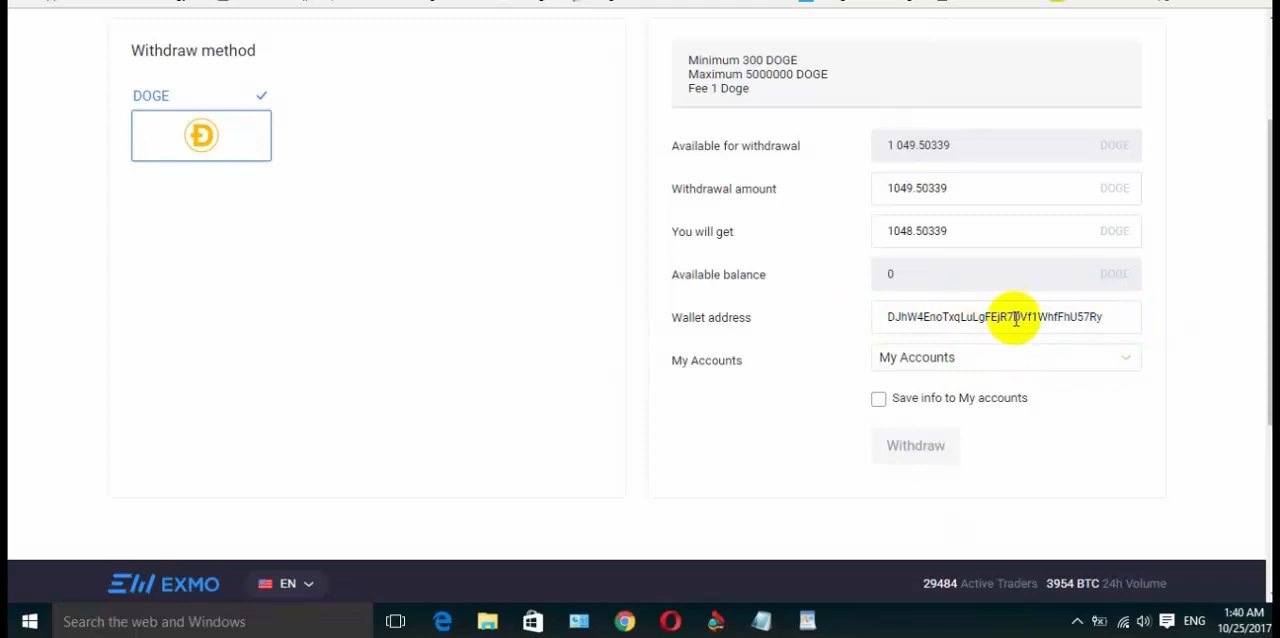 Withdraw method
DOGE
Minimum 300 DOGE
Maximum 5000000 DOGE
Fee 1 Doge
Available for withdrawal 1 049.50339 DOGE
Withdrawal amount 1049.50339 DOGE
You will get 1048.50339 DOGE
Available balance 0 DOGE
Wallet address DJhW4EnoTxqLuLgFEjR7DVf1WhfFhU57Ry
My Accounts My Accounts
Save info to My accounts
Withdraw
EXMO EN 29484 Active Traders 3954 BTC 24h Volume
Search the web and Windows ENG 1:40 AM
10/25/2017